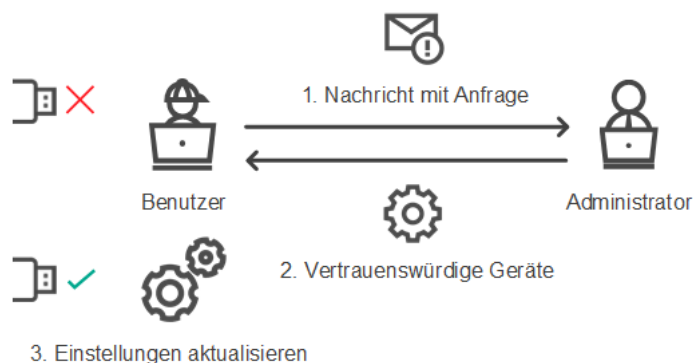 1. Nachricht mit Anfrage
Benutzer
Administrator
2. Vertrauenswürdige Geräte
3. Einstellungen aktualisieren